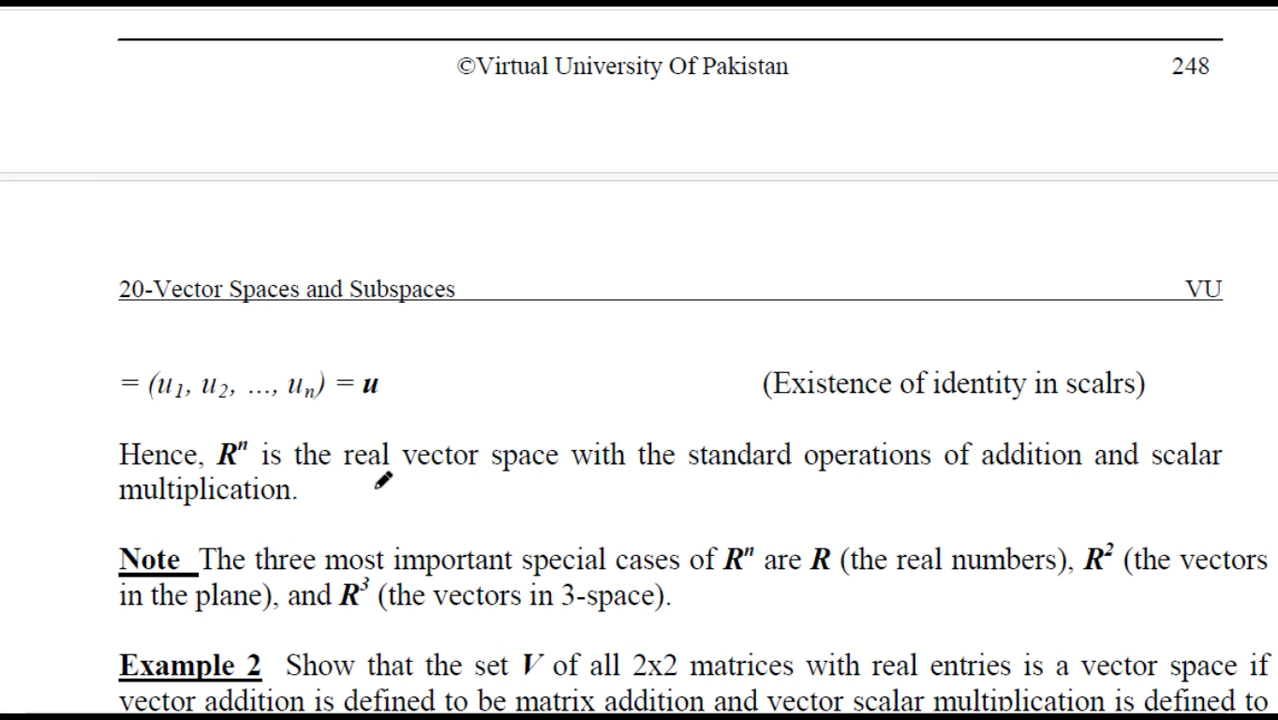 ©Virtual University Of Pakistan 248
20-Vector Spaces and Subspaces VU
= (u₁, u₂, ..., uₙ) = u (Existence of identity in scalrs)
Hence, Rⁿ is the real vector space with the standard operations of addition and scalar
multiplication.
Note The three most important special cases of Rⁿ are R (the real numbers), R² (the vectors
in the plane), and R³ (the vectors in 3-space).
Example 2 Show that the set V of all 2x2 matrices with real entries is a vector space if
vector addition is defined to be matrix addition and vector scalar multiplication is defined to